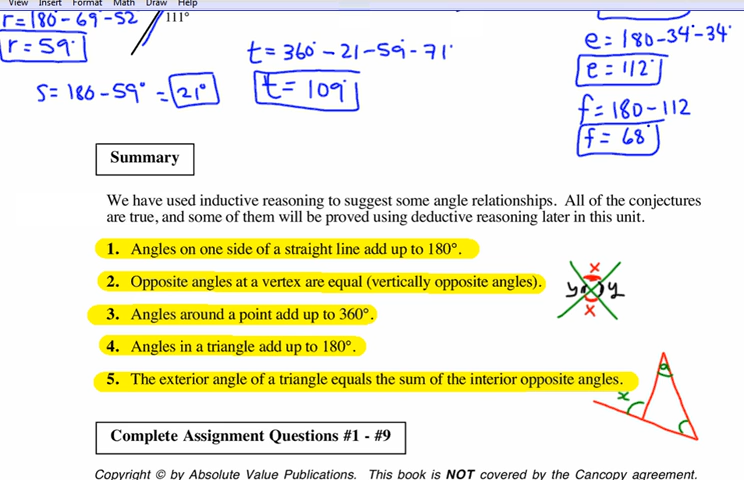 View Insert Format Math Draw Help
r=180-69-52
111°
r=59°
t=360°-21-59-71°
t=109°
S=180-59°=21°
e=180-34°-34°
e=112°
f=180-112
f=68°
Summary
We have used inductive reasoning to suggest some angle relationships. All of the conjectures
are true, and some of them will be proved using deductive reasoning later in this unit.
1. Angles on one side of a straight line add up to 180°.
2. Opposite angles at a vertex are equal (vertically opposite angles).
x
y y
x
3. Angles around a point add up to 360°.
4. Angles in a triangle add up to 180°.
5. The exterior angle of a triangle equals the sum of the interior opposite angles.
x
Complete Assignment Questions #1 - #9
Copyright © by Absolute Value Publications. This book is NOT covered by the Cancopy agreement.